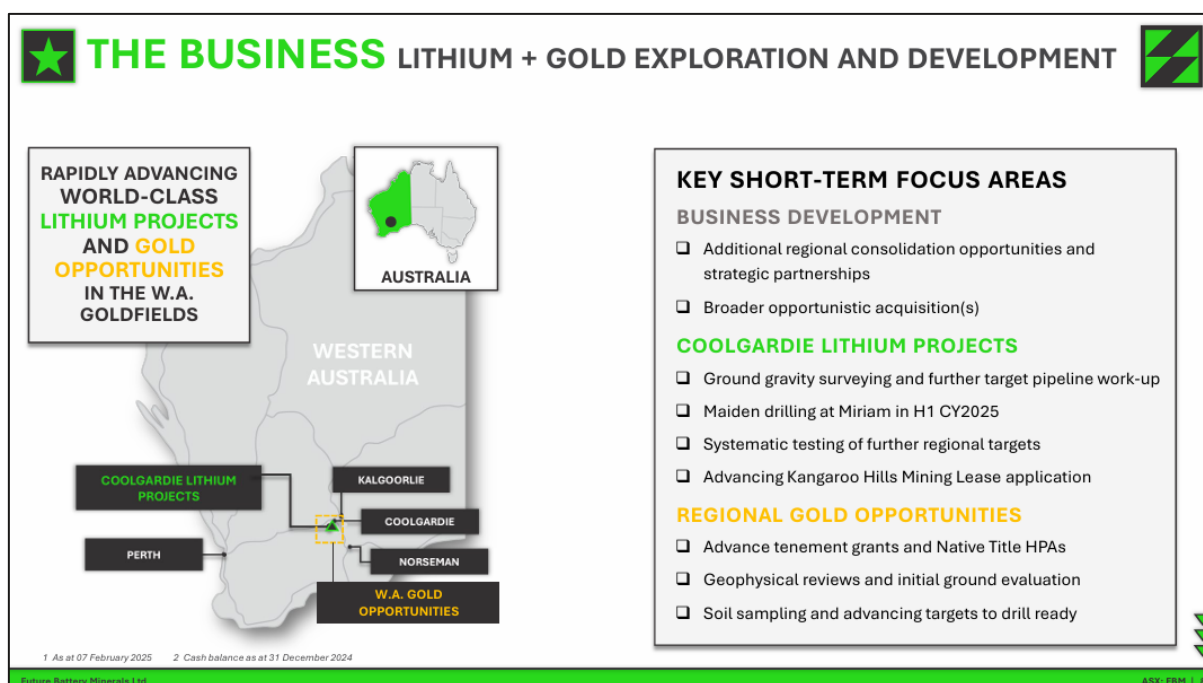 THE BUSINESS LITHIUM + GOLD EXPLORATION AND DEVELOPMENT
RAPIDLY ADVANCING
WORLD-CLASS
LITHIUM PROJECTS
AND GOLD
OPPORTUNITIES
IN THE W.A.
GOLDFIELDS
AUSTRALIA
WESTERN
AUSTRALIA
COOLGARDIE LITHIUM
PROJECTS
KALGOORLIE
COOLGARDIE
PERTH
NORSEMAN
W.A. GOLD
OPPORTUNITIES
KEY SHORT-TERM FOCUS AREAS
BUSINESS DEVELOPMENT
❑ Additional regional consolidation opportunities and
strategic partnerships
❑ Broader opportunistic acquisition(s)
COOLGARDIE LITHIUM PROJECTS
❑ Ground gravity surveying and further target pipeline work-up
❑ Maiden drilling at Miriam in H1 CY2025
❑ Systematic testing of further regional targets
❑ Advancing Kangaroo Hills Mining Lease application
REGIONAL GOLD OPPORTUNITIES
❑ Advance tenement grants and Native Title HPAs
❑ Geophysical reviews and initial ground evaluation
❑ Soil sampling and advancing targets to drill ready
1 As at 07 February 2025 2 Cash balance as at 31 December 2024
Future Battery Minerals Ltd
ASX: FBM |